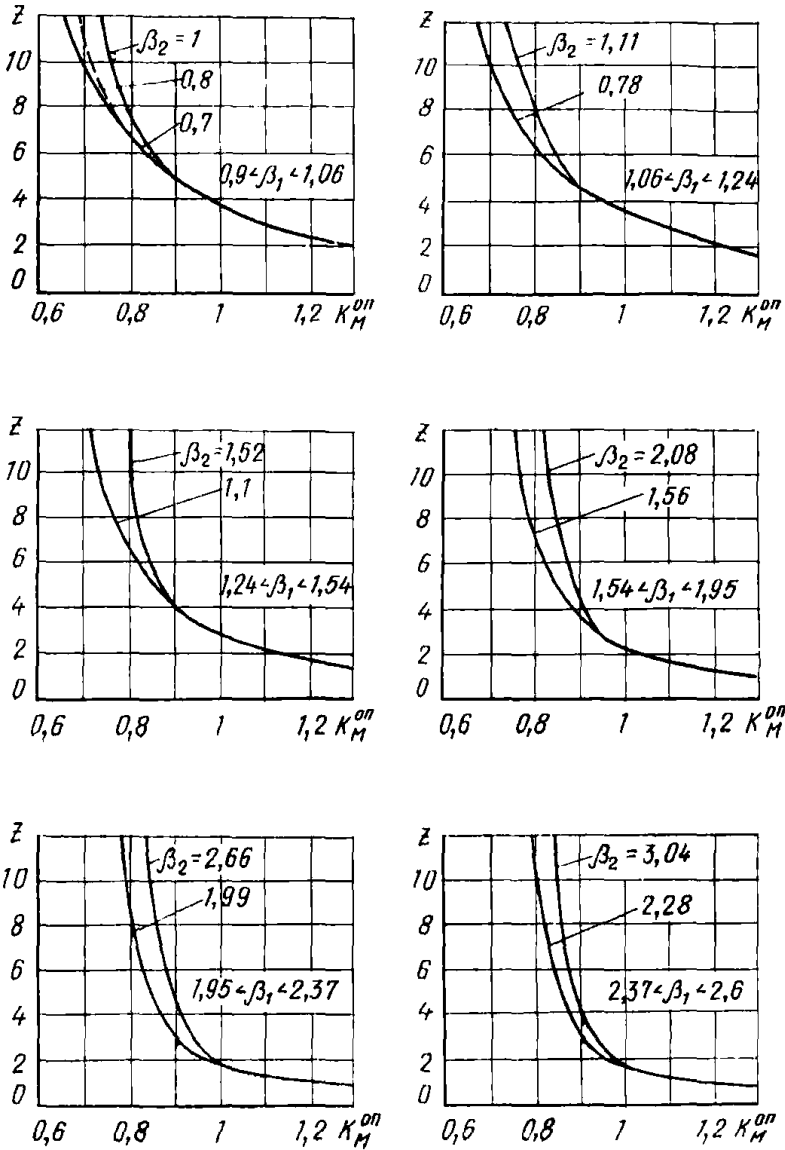 Z
10
8
6
4
2
0
β₂ = 1
0,8
0,7
0,9 < β₁ < 1,06
0,6 0,8 1 1,2 K_М^оп
Z
10
8
6
4
2
0
β₂ = 1,11
0,78
1,06 < β₁ < 1,24
0,6 0,8 1 1,2 K_М^оп
Z
10
8
6
4
2
0
β₂ = 1,52
1,1
1,24 < β₁ < 1,54
0,6 0,8 1 1,2 K_М^оп
Z
10
8
6
4
2
0
β₂ = 2,08
1,56
1,54 < β₁ < 1,95
0,6 0,8 1 1,2 K_М^оп
Z
10
8
6
4
2
0
β₂ = 2,66
1,99
1,95 < β₁ < 2,37
0,6 0,8 1 1,2 K_М^оп
Z
10
8
6
4
2
0
β₂ = 3,04
2,28
2,37 < β₁ < 2,6
0,6 0,8 1 1,2 K_М^оп